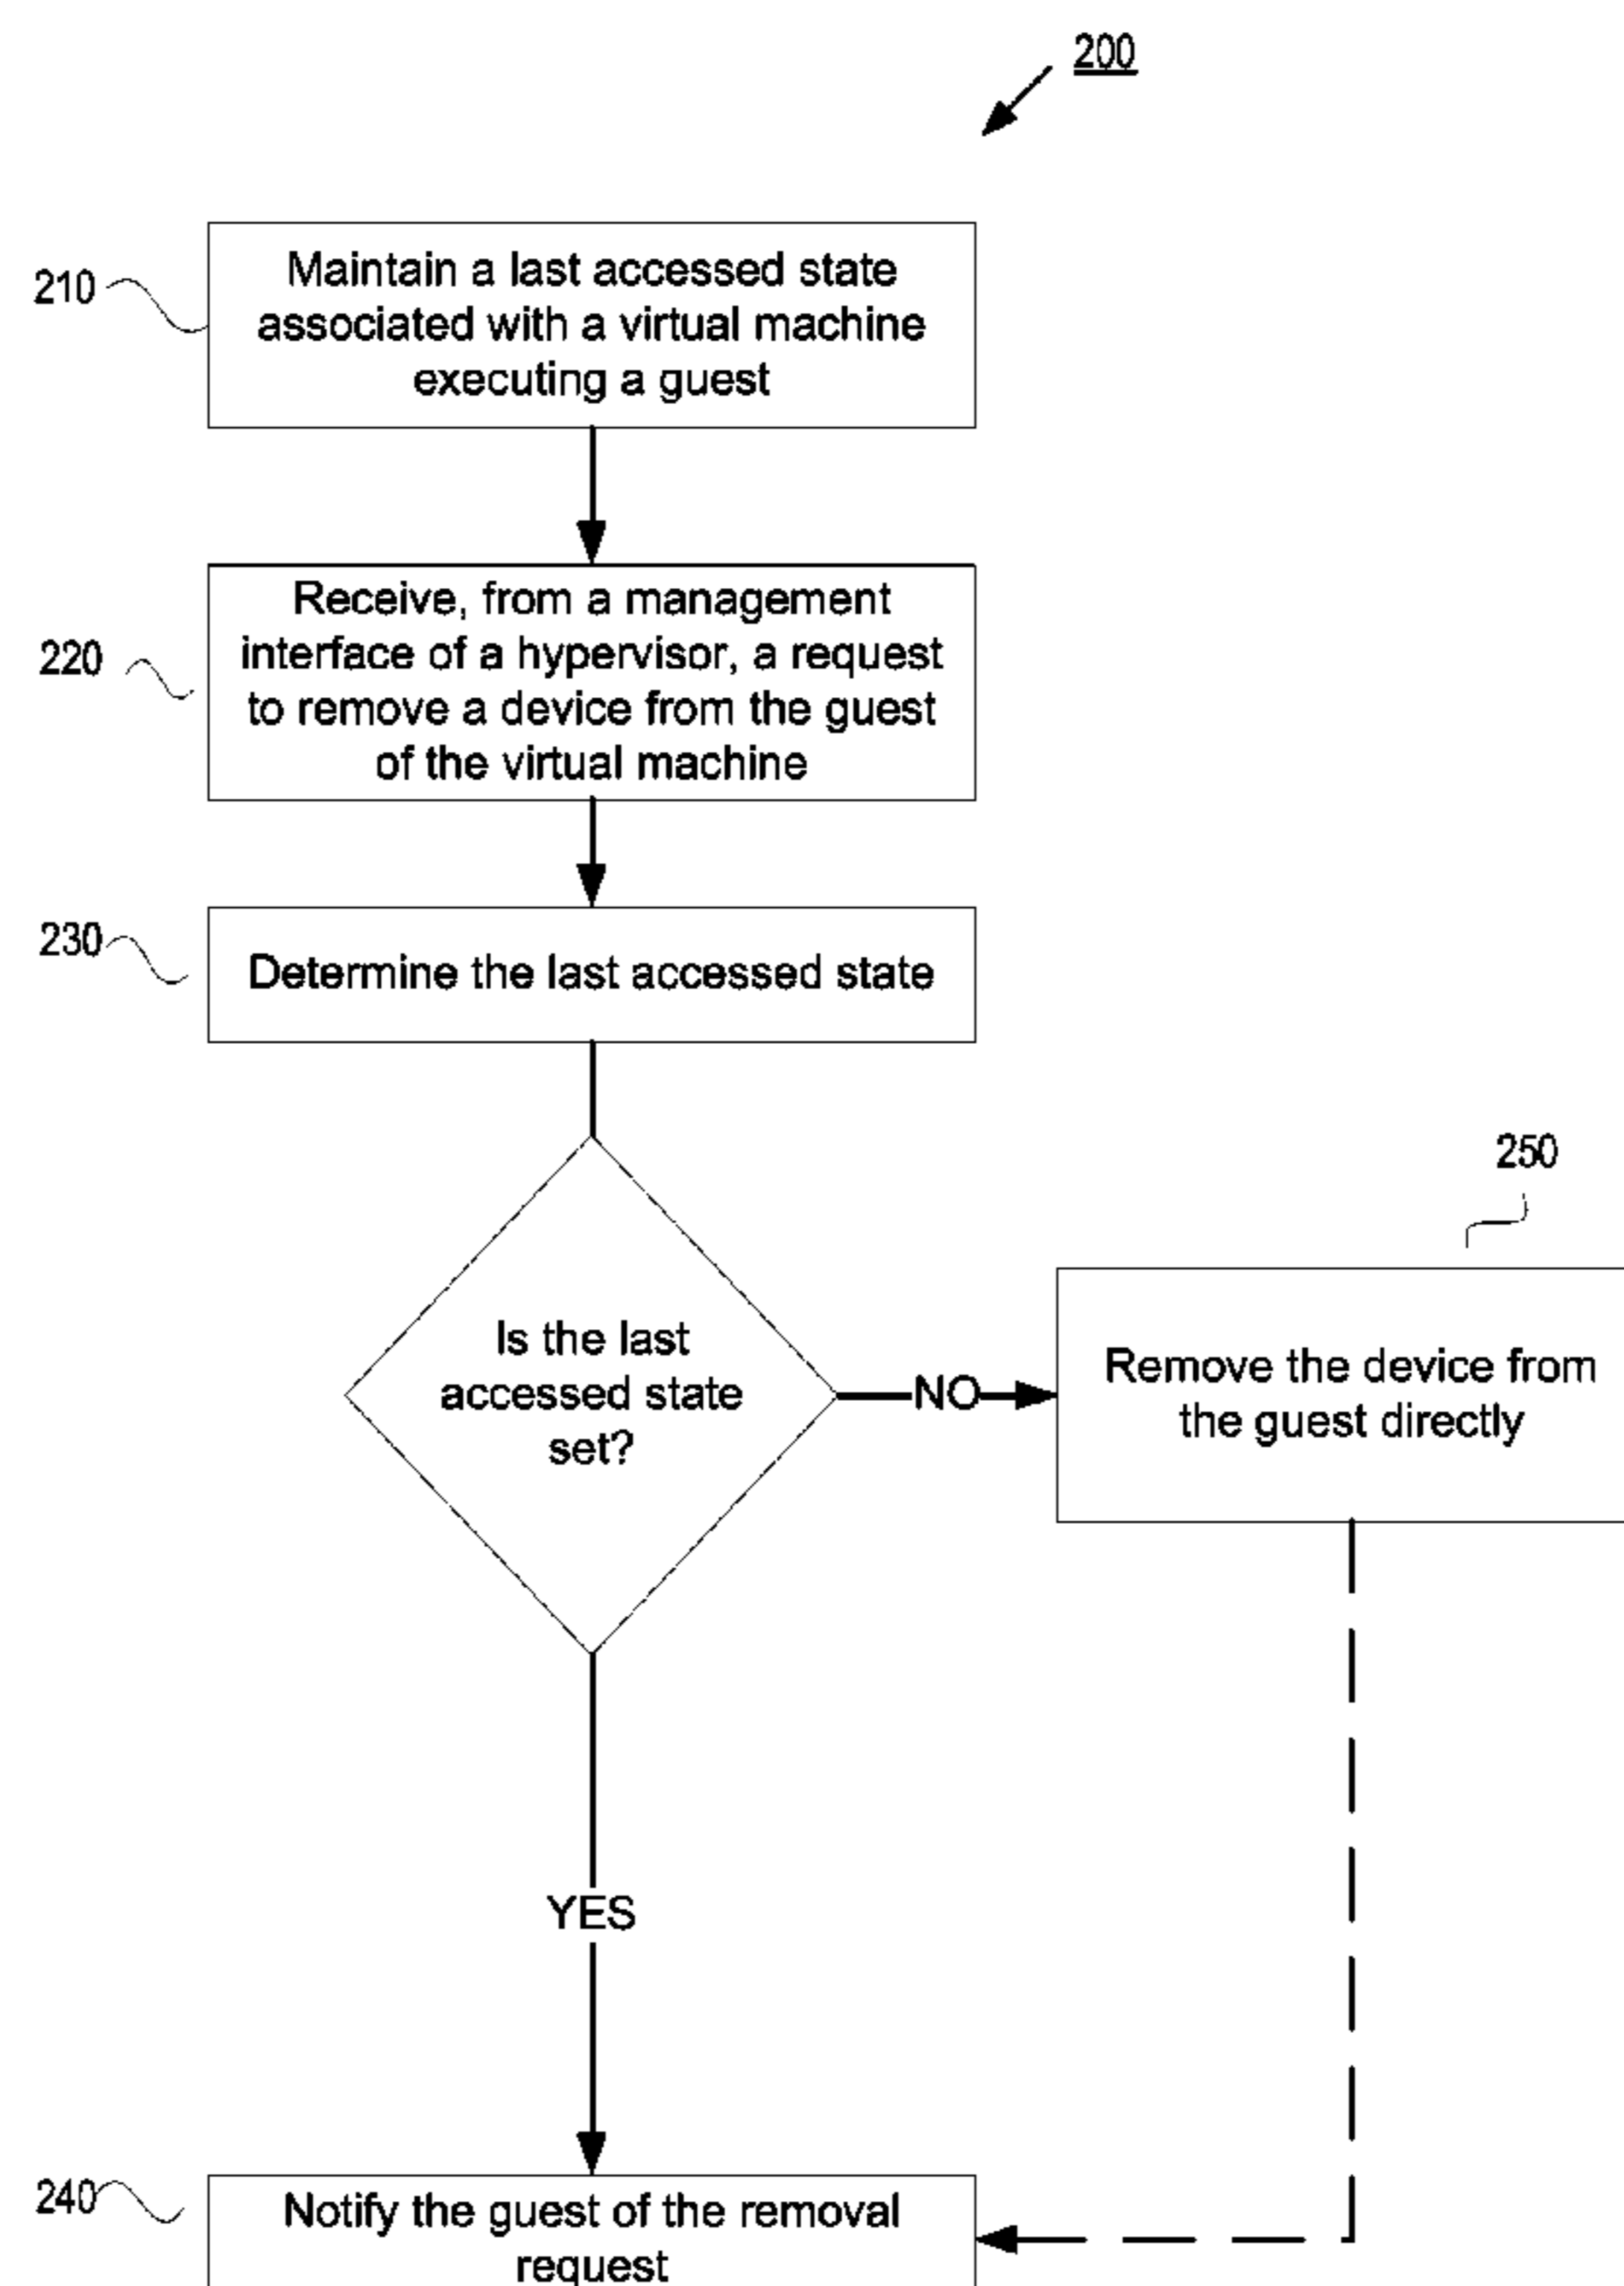 200
210
Maintain a last accessed state
associated with a virtual machine
executing a guest
220
Receive, from a management
interface of a hypervisor, a request
to remove a device from the guest
of the virtual machine
230
Determine the last accessed state
250
Is the last
accessed state
set?
NO
Remove the device from
the guest directly
YES
240
Notify the guest of the removal
request